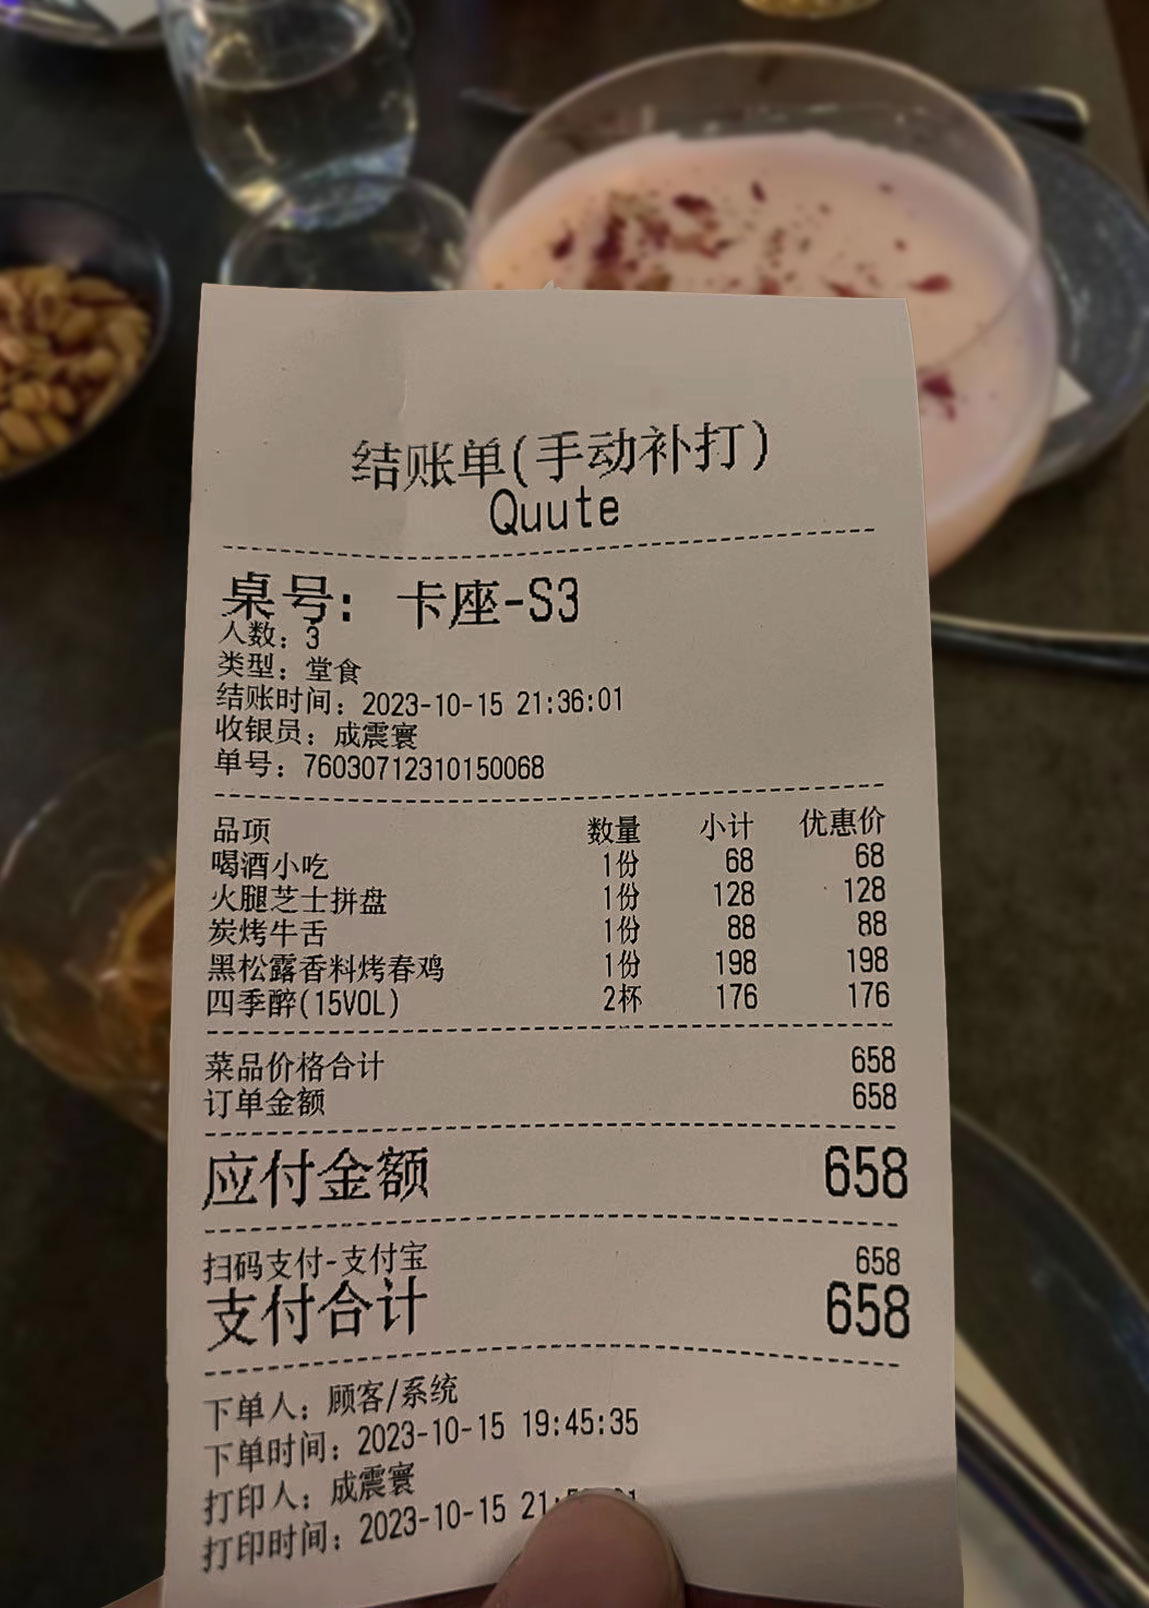 结账单(手动补打)
Quute
桌号: 卡座-S3
人数: 3
类型: 堂食
结账时间: 2023-10-15 21:36:01
收银员: 成震寰
单号: 76030712310150068
品项 数量 小计 优惠价
喝酒小吃 1份 68 68
火腿芝士拼盘 1份 128 128
炭烤牛舌 1份 88 88
黑松露香料烤春鸡 1份 198 198
四季醉(15VOL) 2杯 176 176
菜品价格合计 658
订单金额 658
应付金额 658
扫码支付-支付宝 658
支付合计 658
下单人: 顾客/系统
下单时间: 2023-10-15 19:45:35
打印人: 成震寰
打印时间: 2023-10-15